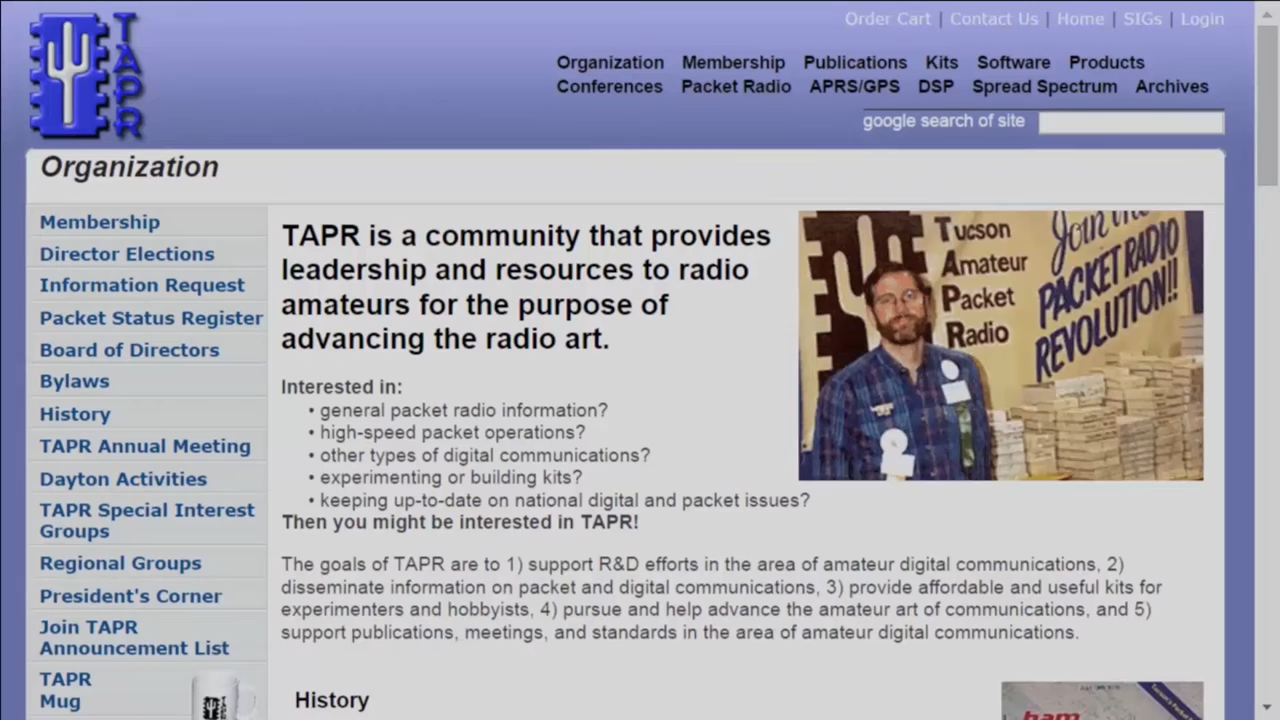 TAPR
Order Cart | Contact Us | Home | SIGs | Login
Organization Membership Publications Kits Software Products
Conferences Packet Radio APRS/GPS DSP Spread Spectrum Archives
google search of site
Organization
Membership
Director Elections
Information Request
Packet Status Register
Board of Directors
Bylaws
History
TAPR Annual Meeting
Dayton Activities
TAPR Special Interest
Groups
Regional Groups
President's Corner
Join TAPR
Announcement List
TAPR
Mug
TAPR is a community that provides
leadership and resources to radio
amateurs for the purpose of
advancing the radio art.
Tucson
Amateur
Packet
Radio
Join the
PACKET RADIO
REVOLUTION!!
Interested in:
• general packet radio information?
• high-speed packet operations?
• other types of digital communications?
• experimenting or building kits?
• keeping up-to-date on national digital and packet issues?
Then you might be interested in TAPR!
The goals of TAPR are to 1) support R&D efforts in the area of amateur digital communications, 2)
disseminate information on packet and digital communications, 3) provide affordable and useful kits for
experimenters and hobbyists, 4) pursue and help advance the amateur art of communications, and 5)
support publications, meetings, and standards in the area of amateur digital communications.
History
ham